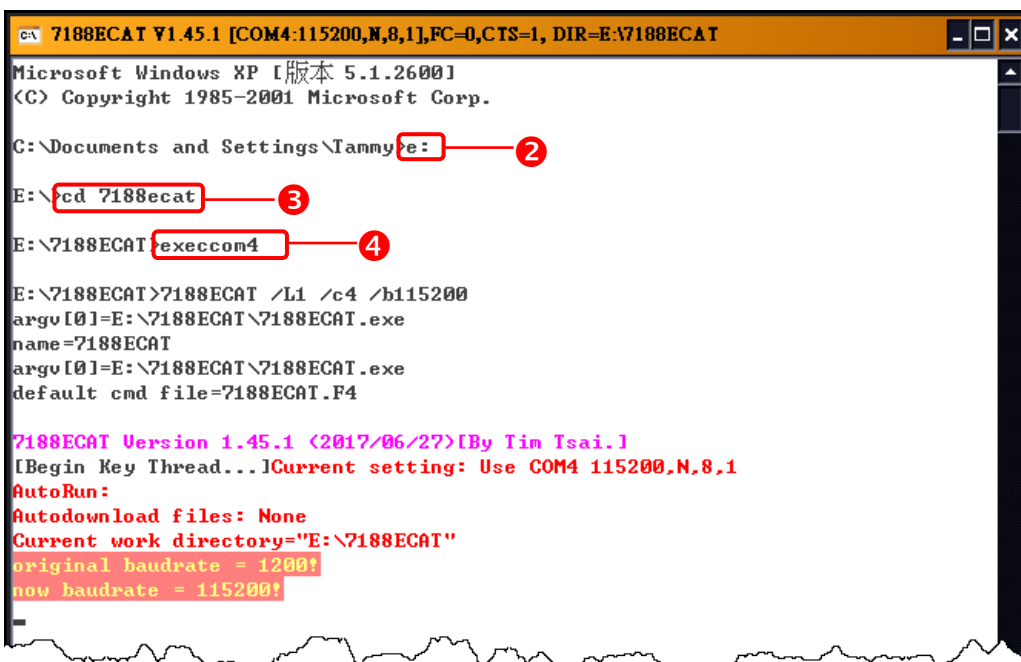 7188ECAT V1.45.1 [COM4:115200,N,8,1],FC=0,CTS=1, DIR=E:\7188ECAT
Microsoft Windows XP [版本 5.1.2600]
(C) Copyright 1985-2001 Microsoft Corp.
C:\Documents and Settings\Tammy>e: 2
E:\>cd 7188ecat 3
E:\7188ECAT>execcom4 4
E:\7188ECAT>7188ECAT /L1 /c4 /b115200
argv[0]=E:\7188ECAT\7188ECAT.exe
name=7188ECAT
argv[0]=E:\7188ECAT\7188ECAT.exe
default cmd file=7188ECAT.F4
7188ECAT Version 1.45.1 (2017/06/27)[By Tim Tsai.]
[Begin Key Thread...]Current setting: Use COM4 115200,N,8,1
AutoRun:
Autodownload files: None
Current work directory="E:\7188ECAT"
original baudrate = 1200!
now baudrate = 115200!